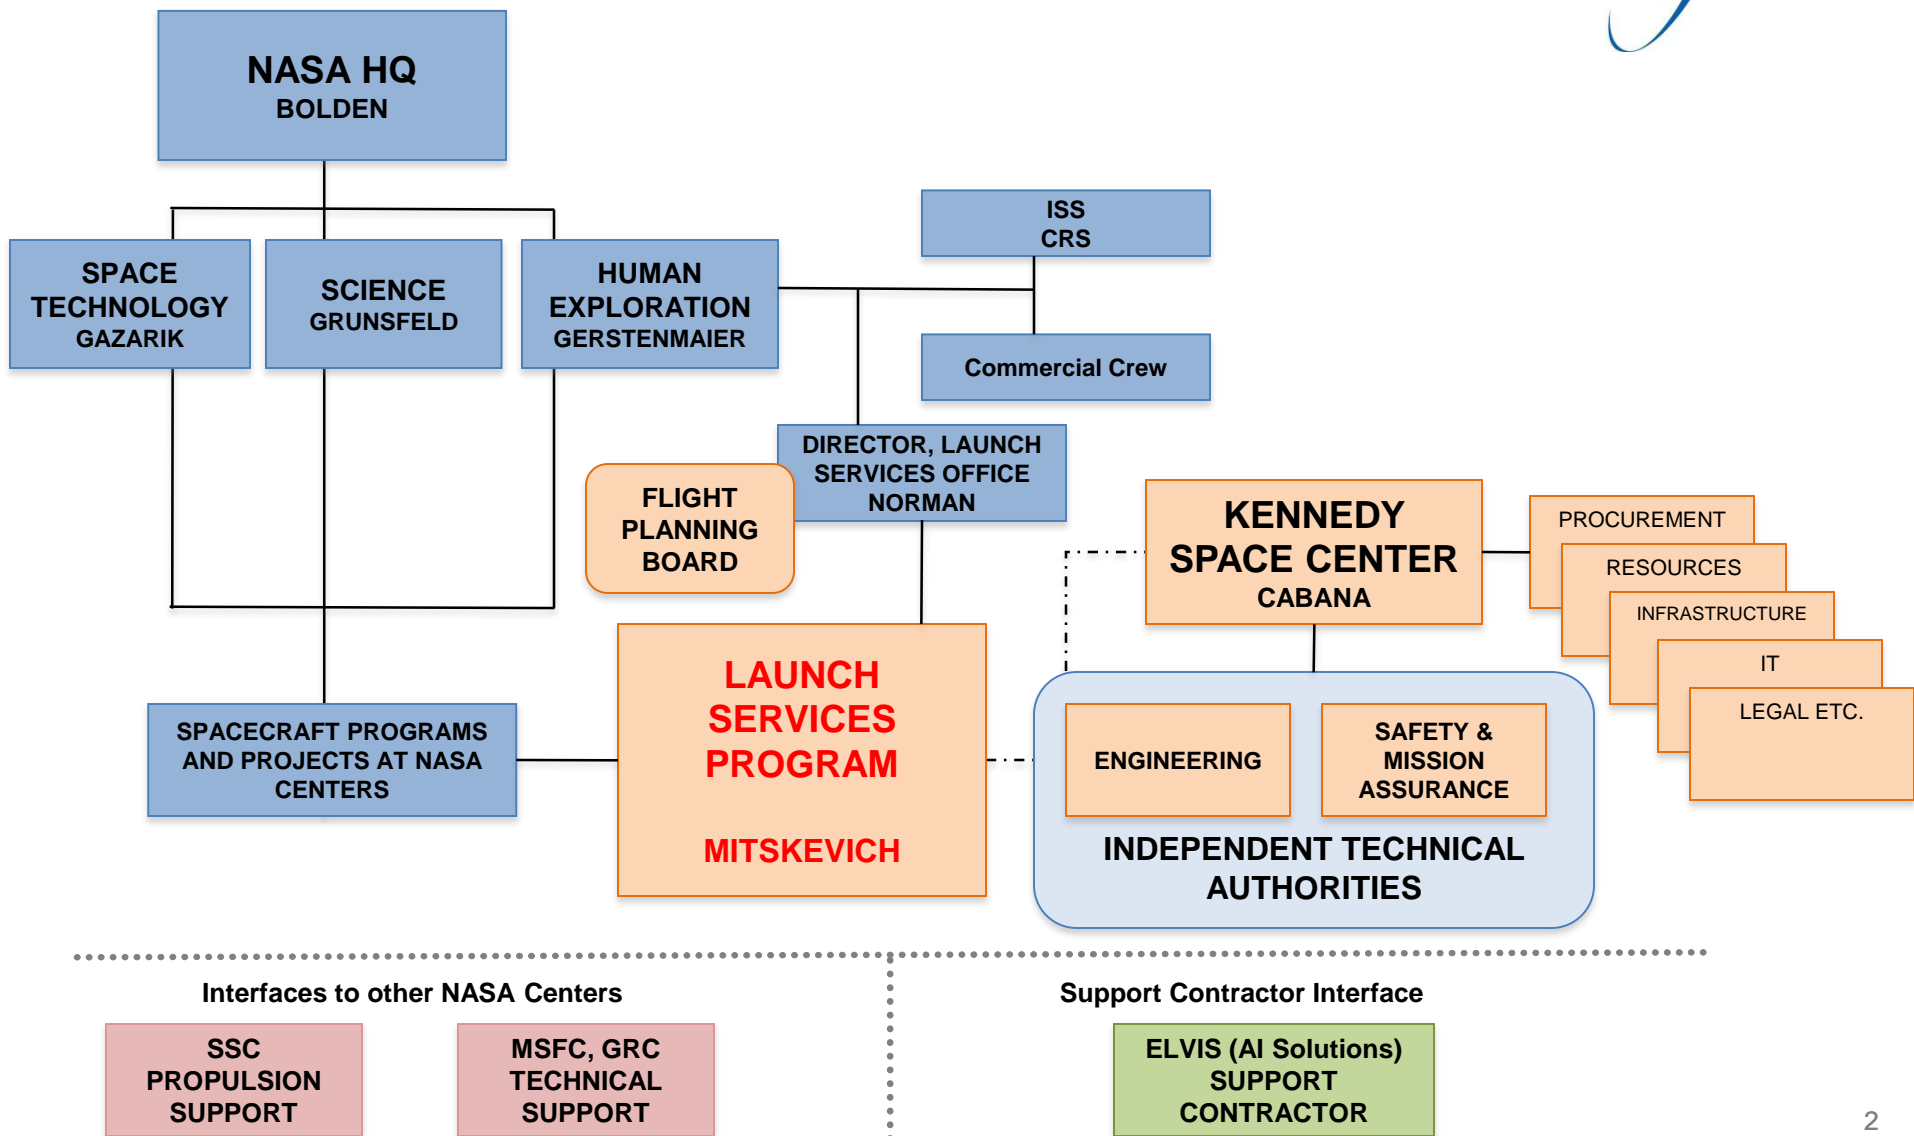 NASA HQ
BOLDEN
ISS
CRS
SPACE
TECHNOLOGY
GAZARIK
SCIENCE
GRUNSFELD
HUMAN
EXPLORATION
GERSTENMAIER
Commercial Crew
DIRECTOR, LAUNCH
SERVICES OFFICE
NORMAN
FLIGHT
PLANNING
BOARD
KENNEDY
SPACE CENTER
CABANA
PROCUREMENT
RESOURCES
INFRASTRUCTURE
IT
LEGAL ETC.
LAUNCH
SERVICES
PROGRAM
MITSKEVICH
SPACECRAFT PROGRAMS
AND PROJECTS AT NASA
CENTERS
ENGINEERING
SAFETY &
MISSION
ASSURANCE
INDEPENDENT TECHNICAL
AUTHORITIES
Interfaces to other NASA Centers
SSC
PROPULSION
SUPPORT
MSFC, GRC
TECHNICAL
SUPPORT
Support Contractor Interface
ELVIS (AI Solutions)
SUPPORT
CONTRACTOR
2